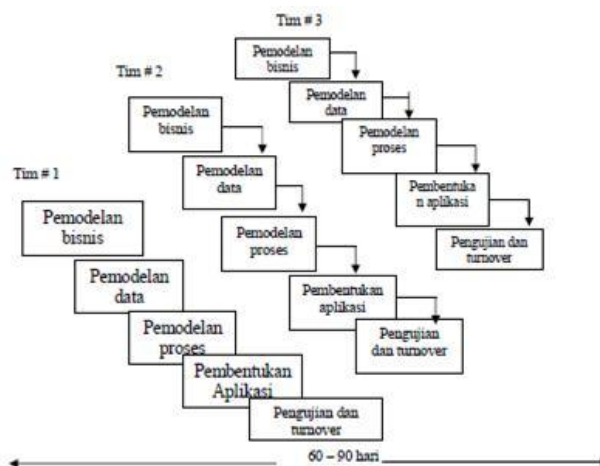 Tim # 3
Pemodelan
bisnis
Pemodelan
data
Pemodelan
proses
Pembentuka
n aplikasi
Pengujian dan
turnover
Tim # 2
Pemodelan
bisnis
Pemodelan
data
Pemodelan
proses
Pembentukan
aplikasi
Pengujian
dan turnover
Tim # 1
Pemodelan
bisnis
Pemodelan
data
Pemodelan
proses
Pembentukan
Aplikasi
Pengujian dan
turnover
60 – 90 hari